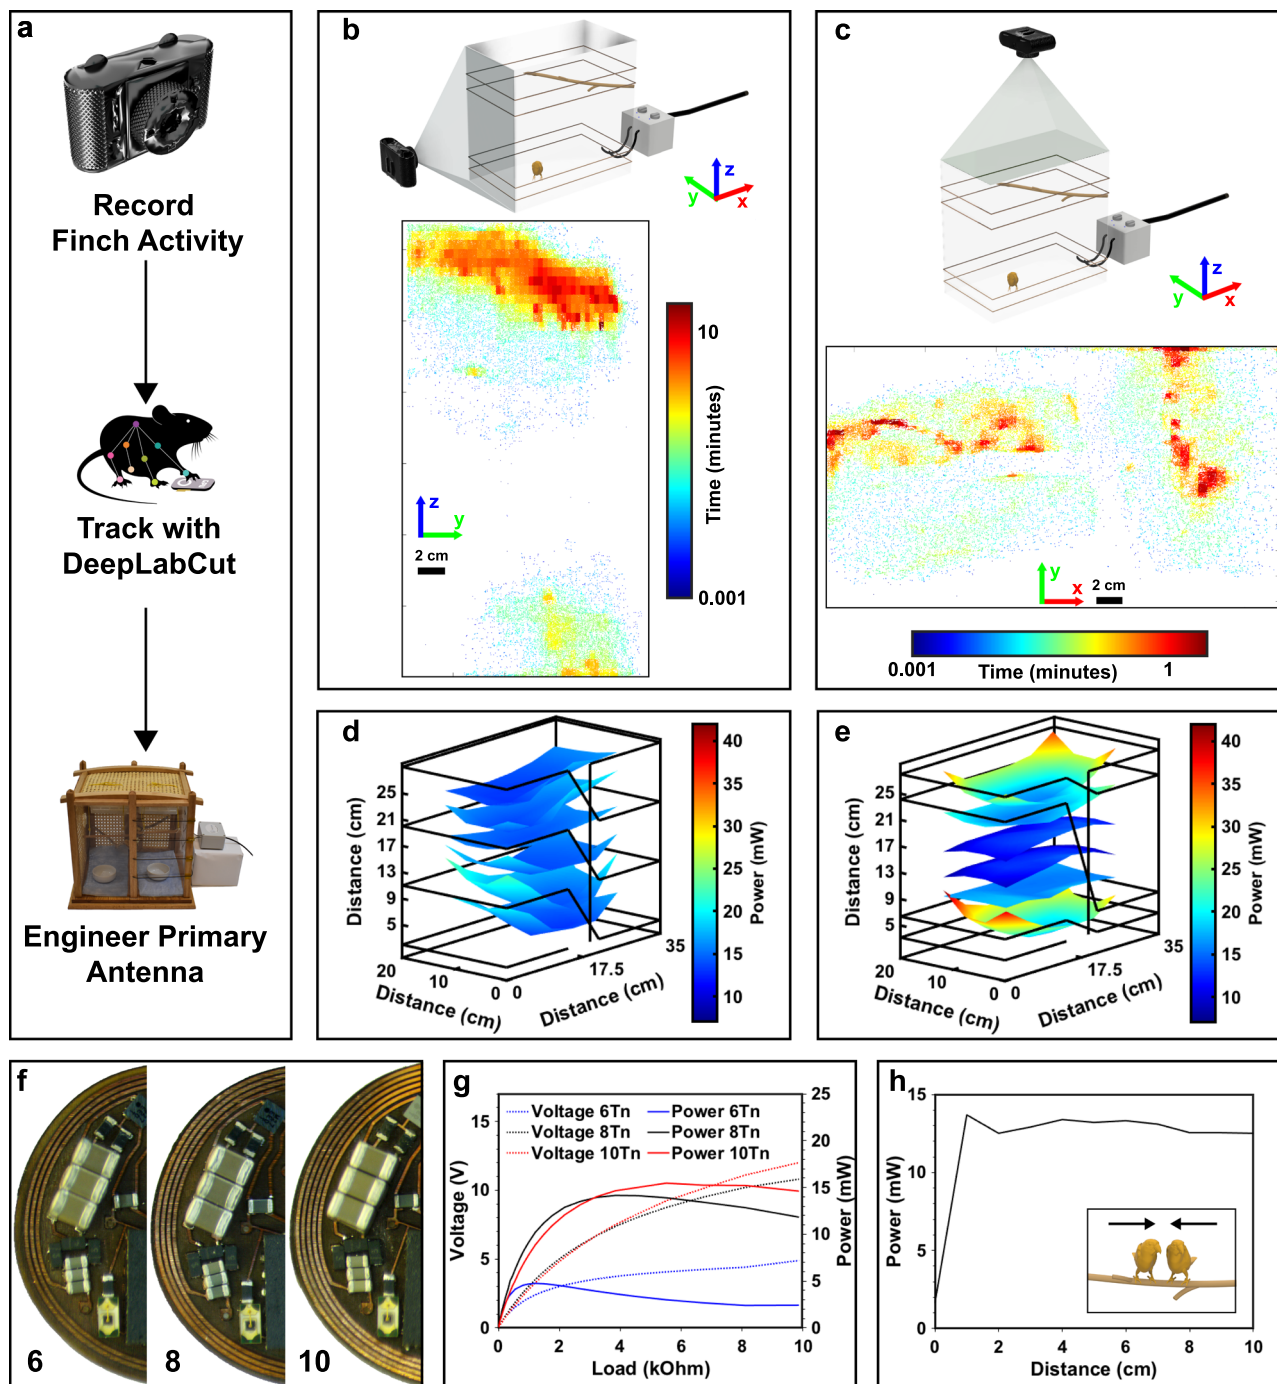 a
Record
Finch Activity
Track with
DeepLabCut
Engineer Primary
Antenna
b
z
y
x
10
Time (minutes)
0.001
z
y
2 cm
c
z
y
x
y
x
2 cm
0.001
Time (minutes)
1
d
Distance (cm)
25
21
17
13
9
5
20
10
0
Distance (cm)
0
17.5
35
Distance (cm)
40
35
30
25
20
15
10
Power (mW)
e
Distance (cm)
25
21
17
13
9
5
20
10
0
Distance (cm)
0
17.5
35
Distance (cm)
40
35
30
25
20
15
10
Power (mW)
f
6
8
10
g
Voltage 6Tn
Power 6Tn
Voltage 8Tn
Power 8Tn
Voltage 10Tn
Power 10Tn
Voltage (V)
15
10
5
0
Power (mW)
25
20
15
10
5
0
0
2
4
6
8
10
Load (kOhm)
h
Power (mW)
15
10
5
0
0
2
4
6
8
10
Distance (cm)